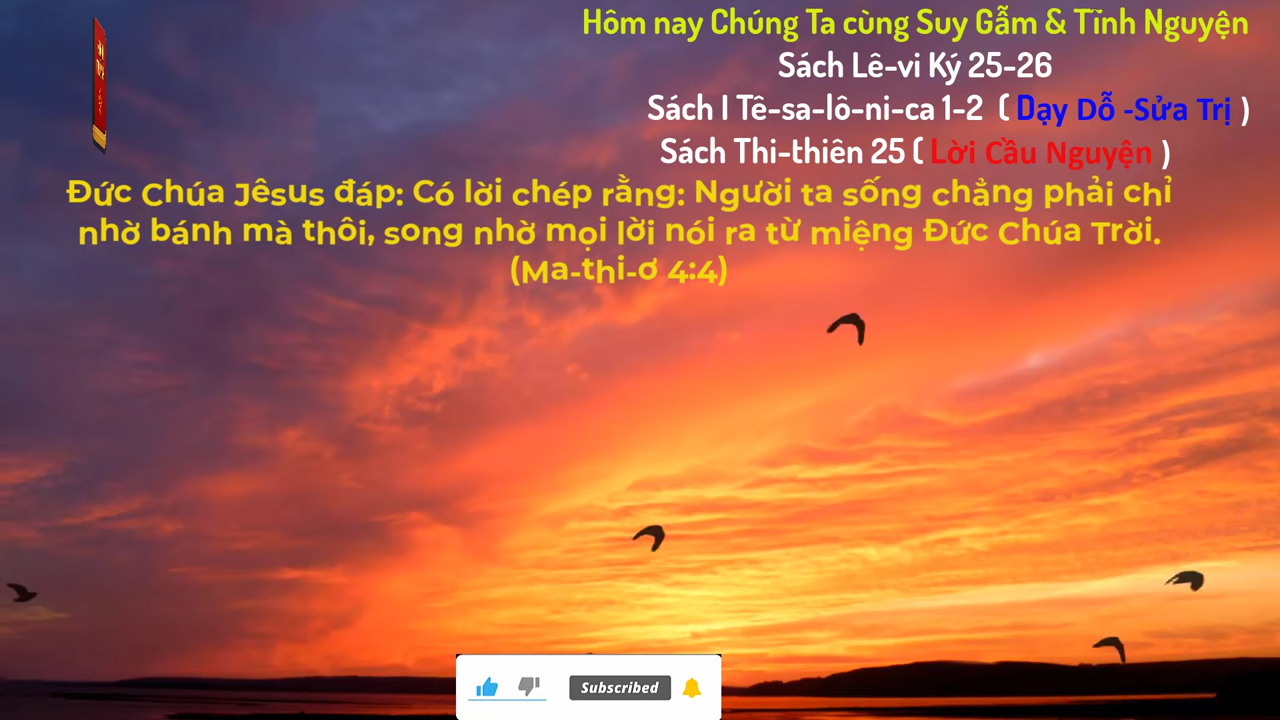 Hôm nay Chúng Ta cùng Suy Gẫm & Tĩnh Nguyện
Sách Lê-vi Ký 25-26
Sách I Tê-sa-lô-ni-ca 1-2 ( Dạy Dỗ -Sửa Trị )
Sách Thi-thiên 25 ( Lời Cầu Nguyện )
Đức Chúa Jêsus đáp: Có lời chép rằng: Người ta sống chẳng phải chỉ
nhờ bánh mà thôi, song nhờ mọi lời nói ra từ miệng Đức Chúa Trời.
(Ma-thi-ơ 4:4)
Subscribed